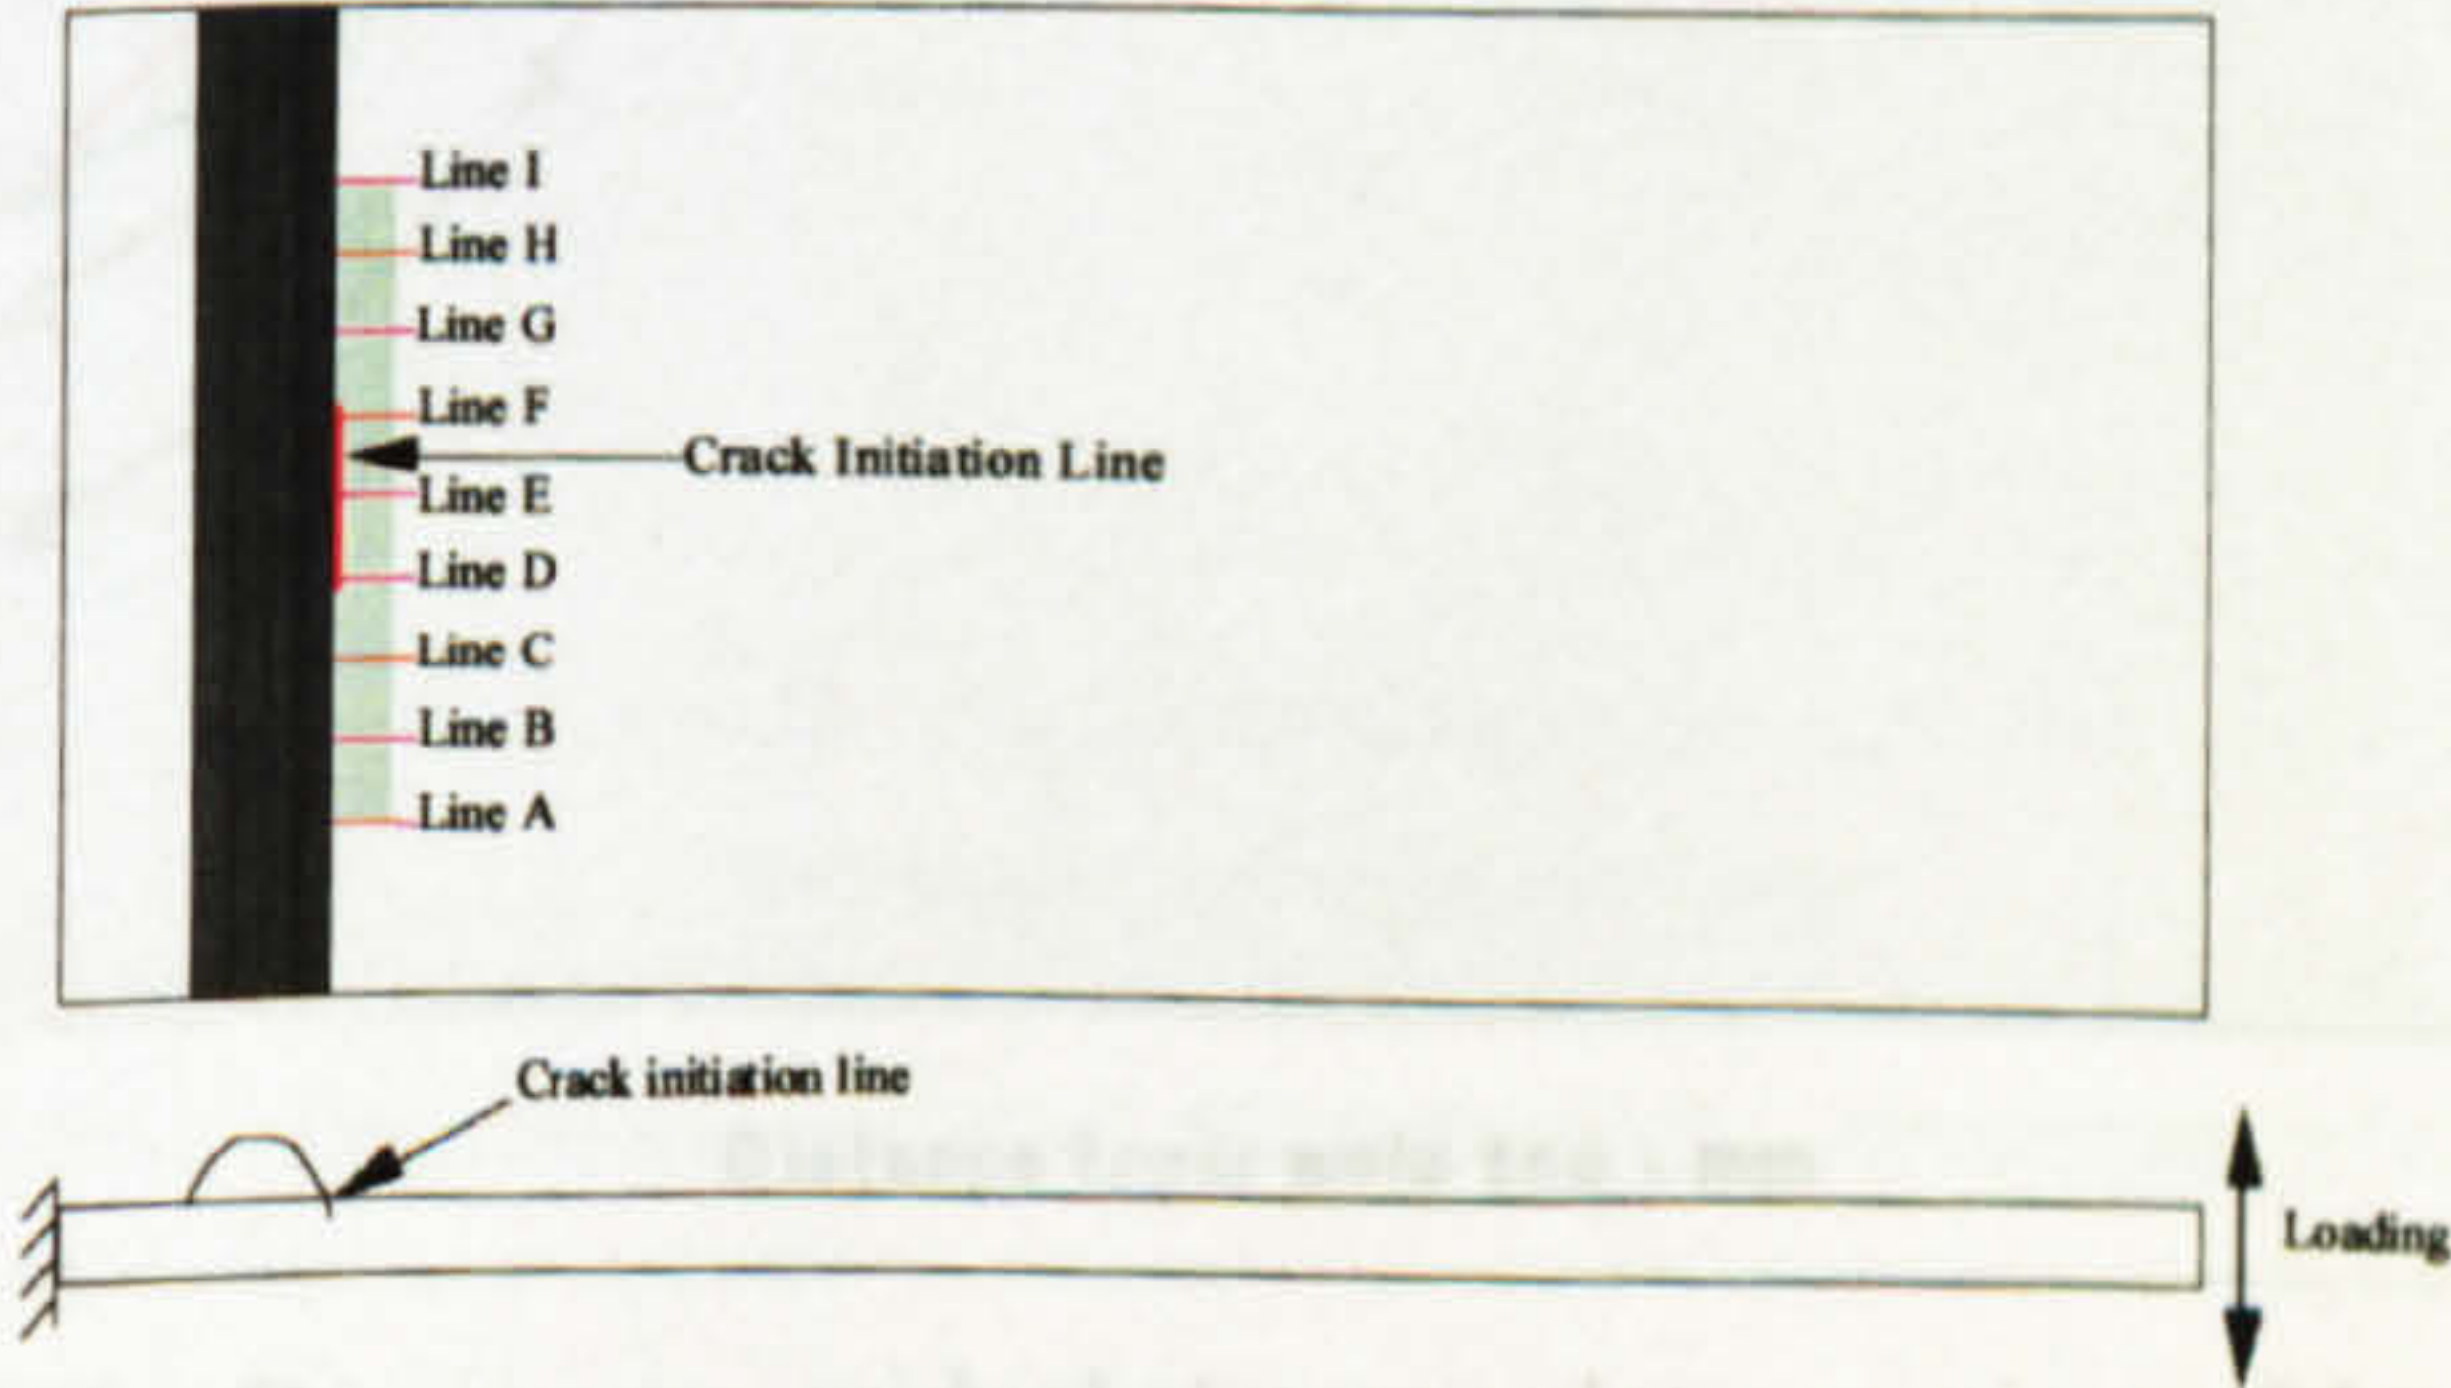 Line I
Line H
Line G
Line F
Crack Initiation Line
Line E
Line D
Line C
Line B
Line A
Crack initiation line
Loading